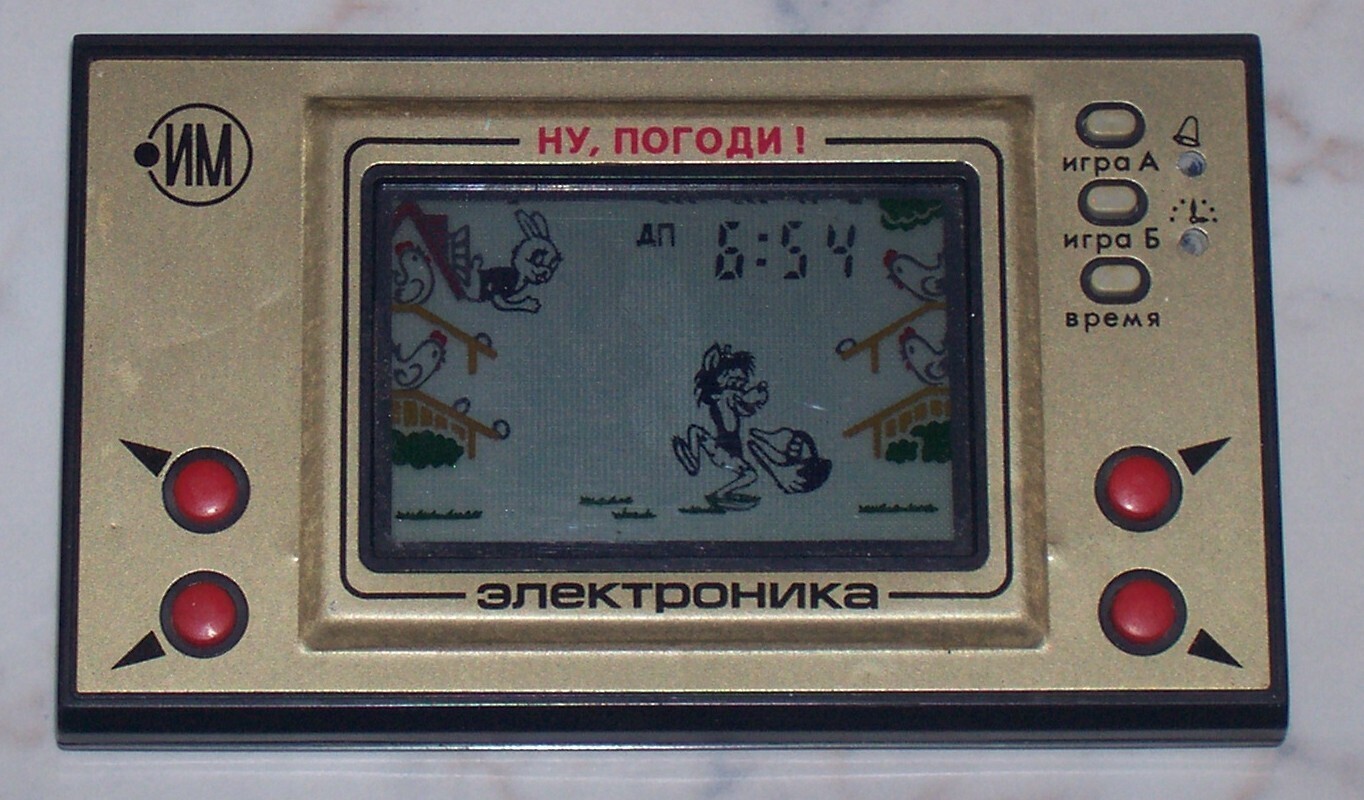 ИМ
НУ, ПОГОДИ!
ДП 6:54
игра А
игра Б
время
электроника